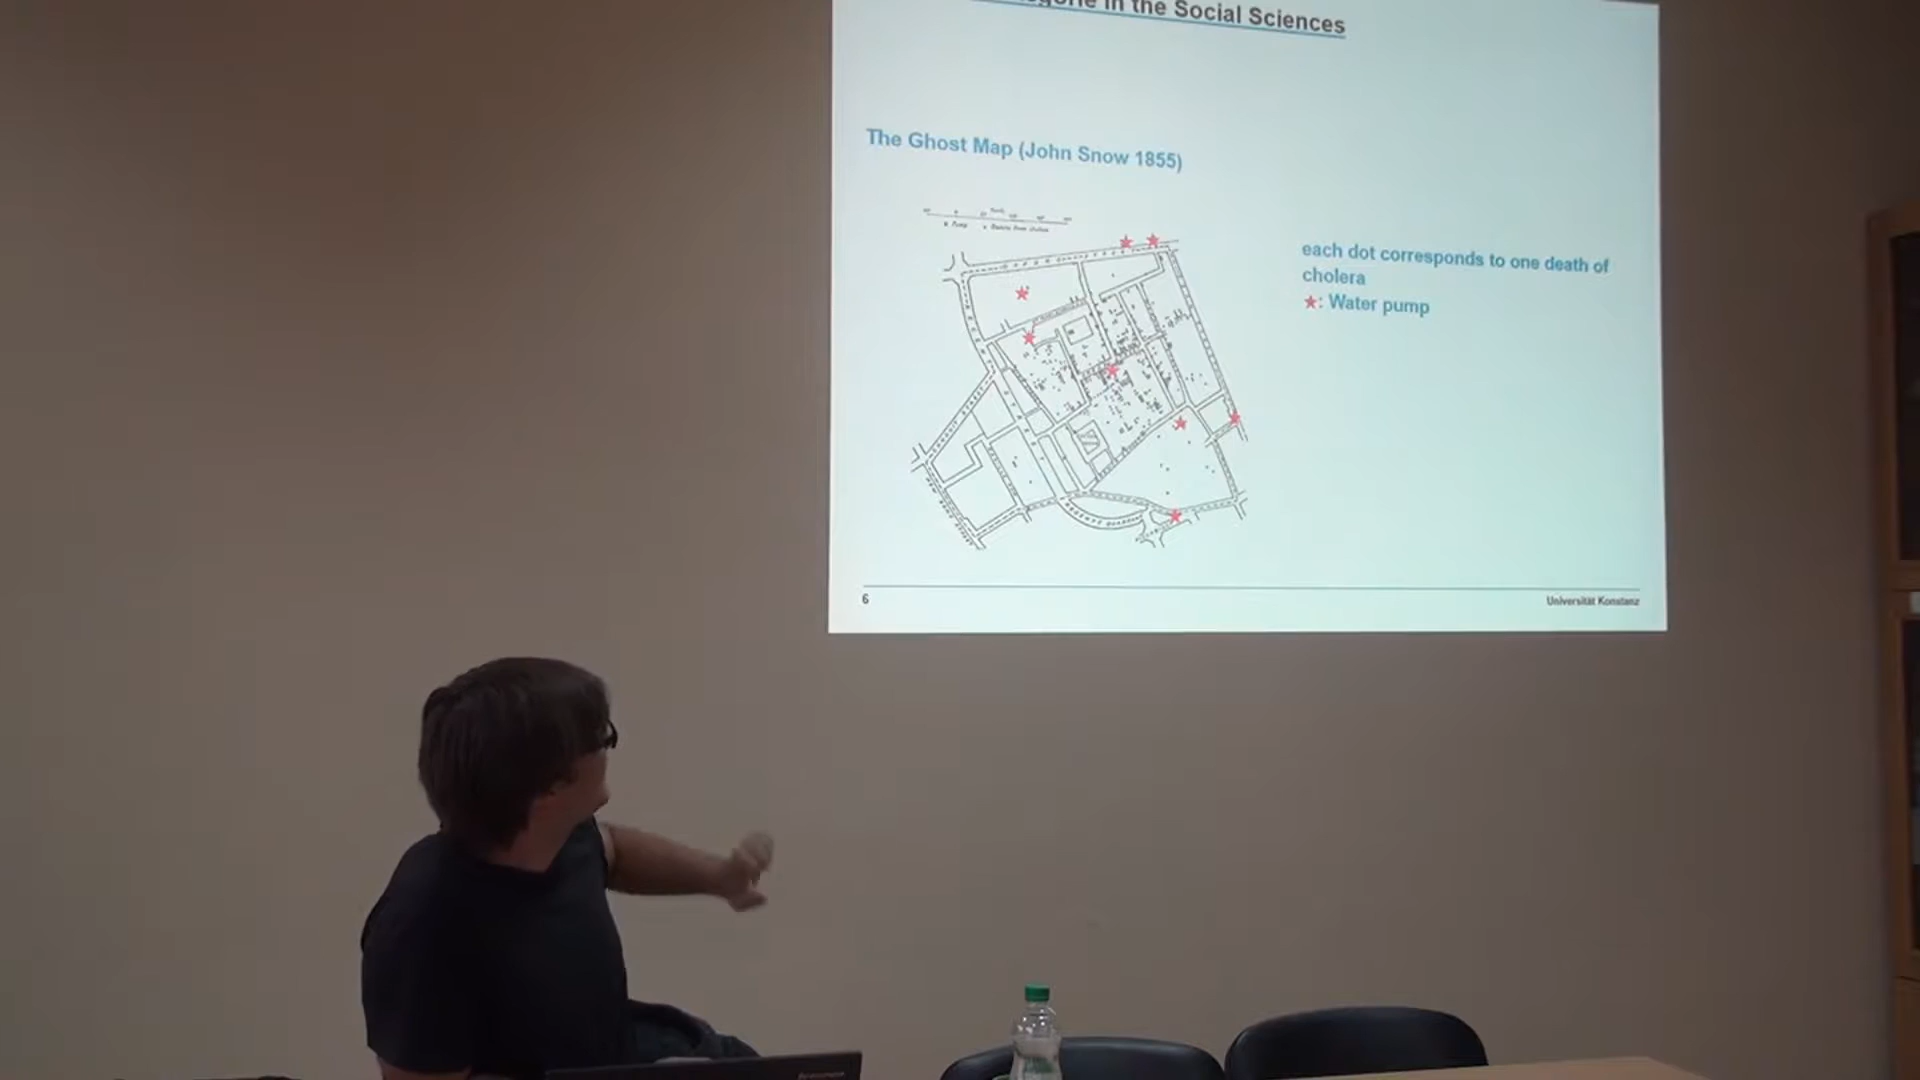 in the Social Sciences
The Ghost Map (John Snow 1855)
each dot corresponds to one death of
cholera
★: Water pump
6
Universität Konstanz